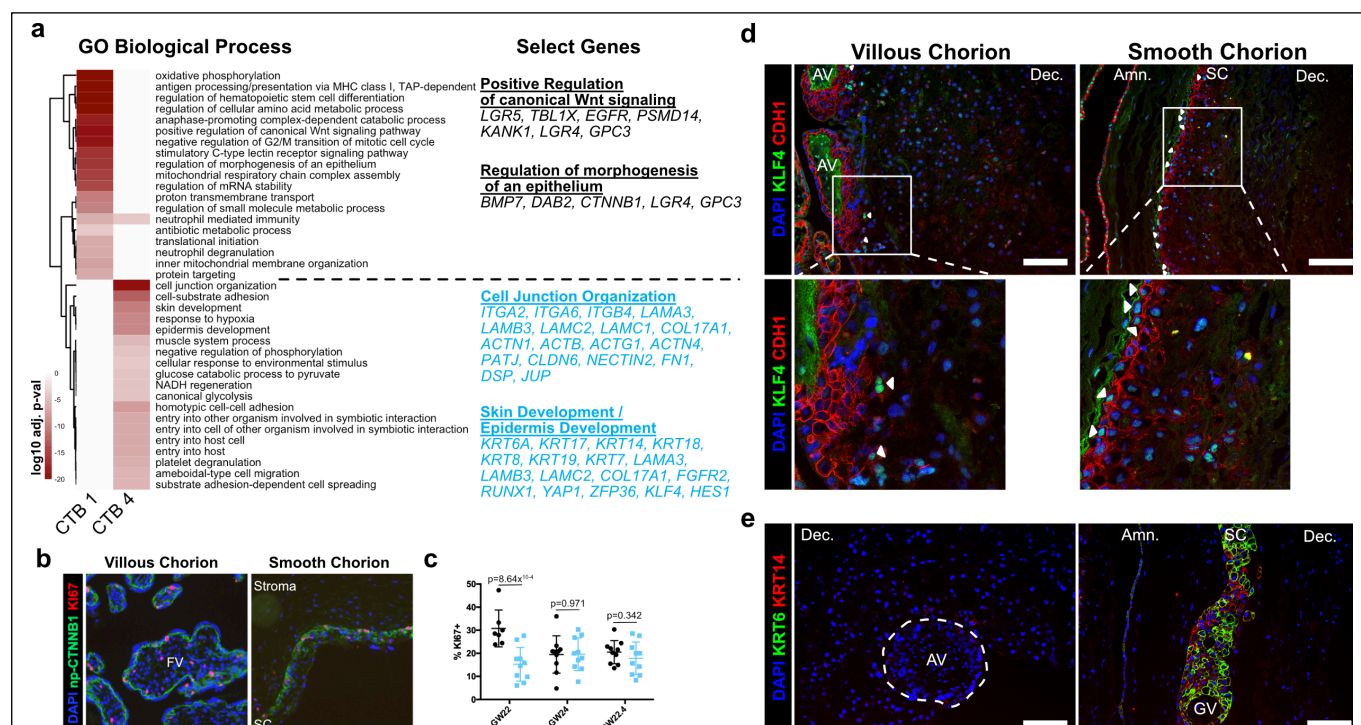 a
GO Biological Process
Select Genes
oxidative phosphorylation
antigen processing/presentation via MHC class I, TAP-dependent
regulation of hematopoietic stem cell differentiation
regulation of cellular amino acid metabolic process
anaphase-promoting complex-dependent catabolic process
positive regulation of canonical Wnt signaling pathway
negative regulation of G2/M transition of mitotic cell cycle
stimulatory C-type lectin receptor signaling pathway
regulation of morphogenesis of an epithelium
mitochondrial respiratory chain complex assembly
regulation of mRNA stability
proton transmembrane transport
regulation of small molecule metabolic process
neutrophil mediated immunity
antibiotic metabolic process
translational initiation
neutrophil degranulation
inner mitochondrial membrane organization
protein targeting
cell junction organization
cell-substrate adhesion
skin development
response to hypoxia
epidermis development
muscle system process
negative regulation of phosphorylation
cellular response to environmental stimulus
glucose catabolic process to pyruvate
NADH regeneration
canonical glycolysis
homotypic cell-cell adhesion
entry into other organism involved in symbiotic interaction
entry into cell of other organism involved in symbiotic interaction
entry into host cell
entry into host
platelet degranulation
ameboidal-type cell migration
substrate adhesion-dependent cell spreading
log10 adj. p-val
0
-5
-10
-15
-20
CTB 1
CTB 4
Positive Regulation
of canonical Wnt signaling
LGR5, TBL1X, EGFR, PSMD14,
KANK1, LGR4, GPC3
Regulation of morphogenesis
of an epithelium
BMP7, DAB2, CTNNB1, LGR4, GPC3
Cell Junction Organization
ITGA2, ITGA6, ITGB4, LAMA3,
LAMB3, LAMC2, LAMC1, COL17A1,
ACTN1, ACTB, ACTG1, ACTN4,
PATJ, CLDN6, NECTIN2, FN1,
DSP, JUP
Skin Development /
Epidermis Development
KRT6A, KRT17, KRT14, KRT18,
KRT8, KRT19, KRT7, LAMA3,
LAMB3, LAMC2, COL17A1, FGFR2,
RUNX1, YAP1, ZFP36, KLF4, HES1
b
Villous Chorion
Smooth Chorion
DAPI np-CTNNB1 KI67
FV
Stroma
SC
c
% KI67+
50
40
30
20
10
0
p=8.64x10-4
p=0.971
p=0.342
GW22
GW24
GW22.4
d
Villous Chorion
Smooth Chorion
DAPI KLF4 CDH1
AV
Dec.
AV
Amn.
SC
Dec.
DAPI KLF4 CDH1
e
DAPI KRT6 KRT14
Dec.
AV
Amn.
SC
Dec.
GV